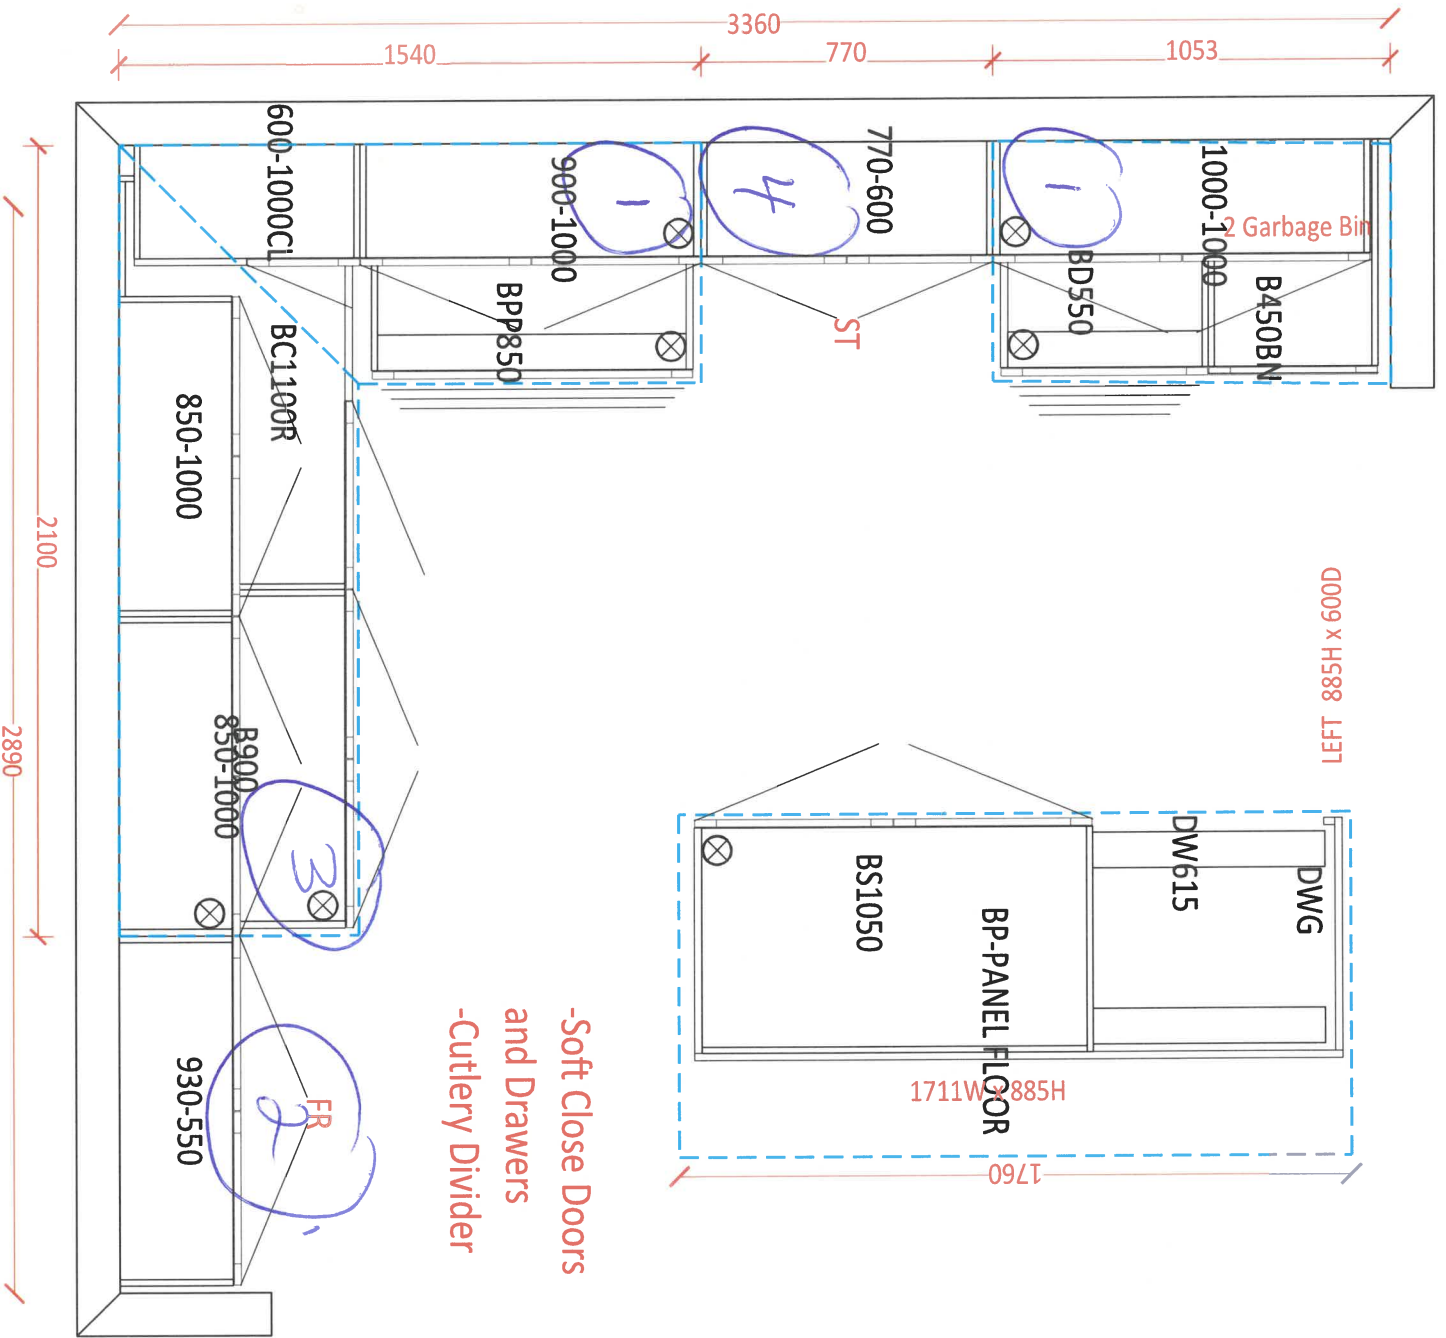 3360
1540
770
1053
600-1000CL
900-1000
1
4
770-600
1
1000-1000
2 Garbage Bin
BPP850
ST
BD550
B450BN
BC1100R
850-1000
2100
2890
B900
850-1000
3
930-550
FR
2
LEFT 885H x 600D
DW615
DWG
BS1050
BP-PANEL FLOOR
1711W x 885H
1760
-Soft Close Doors
and Drawers
-Cutlery Divider